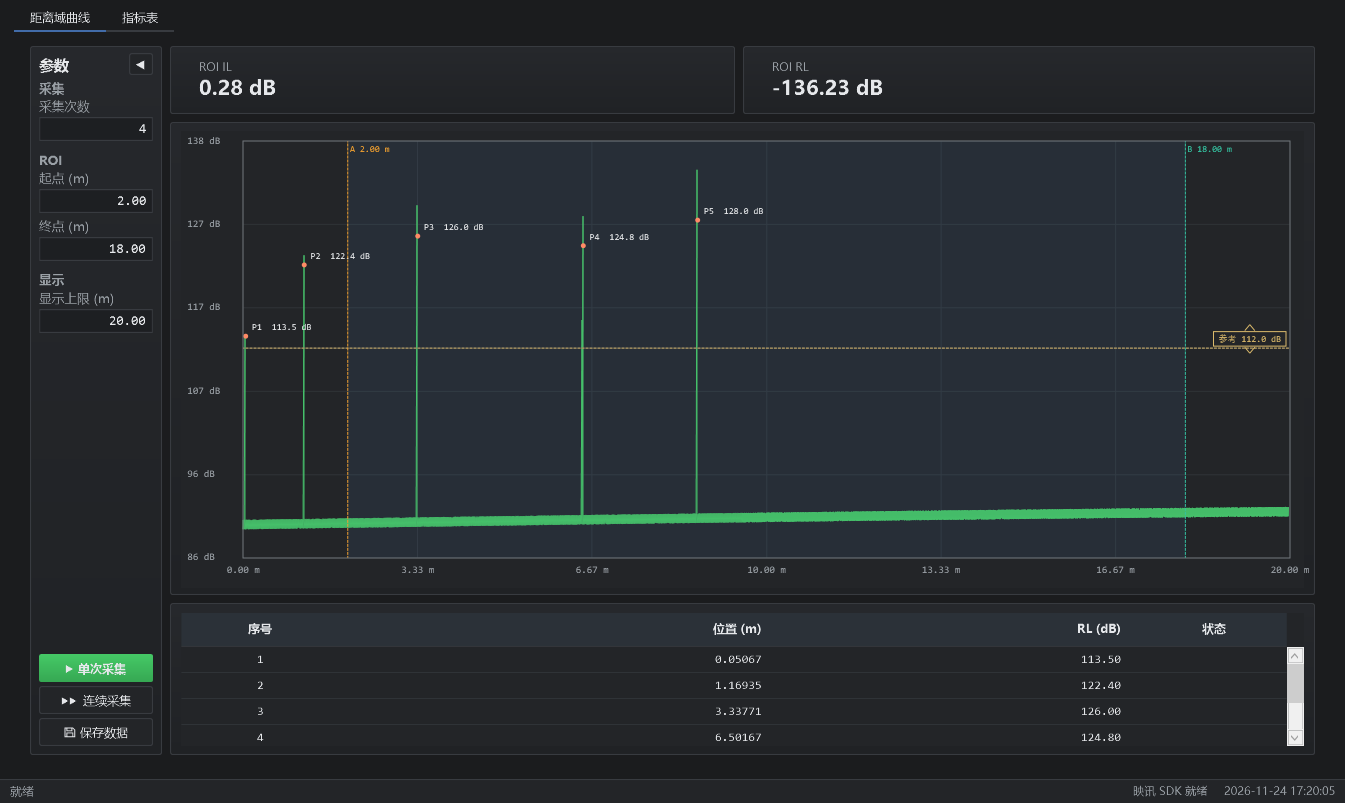 距离域曲线 指标表
参数 ◀
采集
采集次数
4
ROI
起点 (m)
2.00
终点 (m)
18.00
显示
显示上限 (m)
20.00
单次采集
连续采集
保存数据
ROI IL
0.28 dB
ROI RL
-136.23 dB
138 dB
127 dB
117 dB
107 dB
96 dB
86 dB
A 2.00 m
B 18.00 m
P1 113.5 dB
P2 122.4 dB
P3 126.0 dB
P4 124.8 dB
P5 128.0 dB
参考 112.0 dB
0.00 m 3.33 m 6.67 m 10.00 m 13.33 m 16.67 m 20.00 m
序号 位置 (m) RL (dB) 状态
1 0.05067 113.50
2 1.16935 122.40
3 3.33771 126.00
4 6.50167 124.80
就绪 映讯 SDK 就绪 2026-11-24 17:20:05